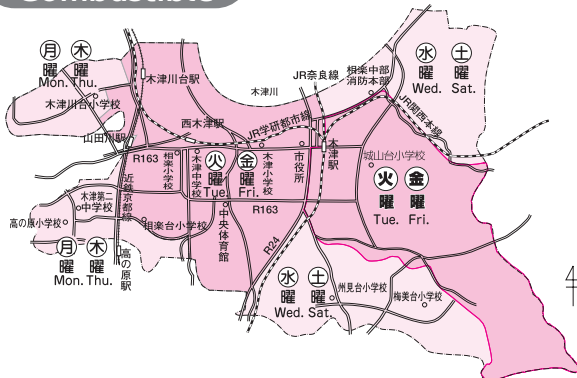 月 木
曜 曜
Mon. Thu.
木津川台小学校
木津川台駅
木津川
JR奈良線
相楽中部
消防本部
水 土
曜 曜
Wed. Sat.
JR関西本線
西木津駅
JR学研都市線
山田川駅
R163
相楽小学校
木津中学校
火 金
曜 曜
Tue. Fri.
木津小学校
市役所
木津駅
城山台小学校
火 金
曜 曜
Tue. Fri.
近鉄京都線
木津第二
中学校
高の原小学校
相楽台小学校
中央体育館
R163
R24
月 木
曜 曜
Mon. Thu.
高の原駅
水 土
曜 曜
Wed. Sat.
州見台小学校
梅美台小学校